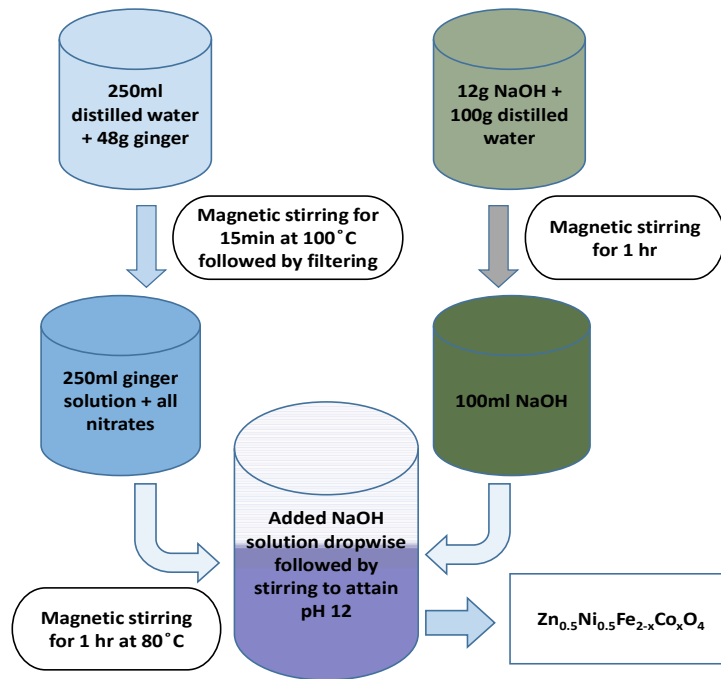 250ml
distilled water
+ 48g ginger
12g NaOH +
100g distilled
water
Magnetic stirring for
15min at 100˚C
followed by filtering
Magnetic stirring
for 1 hr
250ml ginger
solution + all
nitrates
100ml NaOH
Added NaOH
solution dropwise
followed by
stirring to attain
pH 12
Magnetic stirring
for 1 hr at 80˚C
Zn₀.₅Ni₀.₅Fe₂₋ₓCoₓO₄